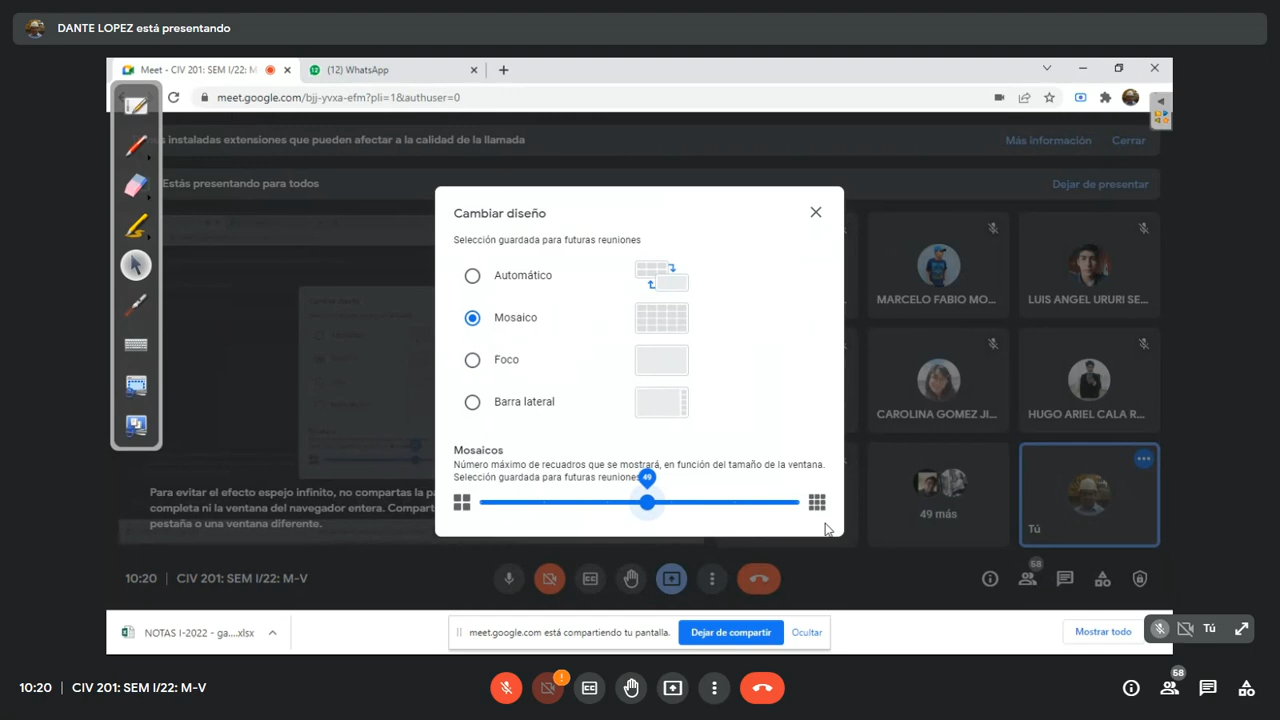 DANTE LOPEZ está presentando
Meet - CIV 201: SEM I/22: M
(12) WhatsApp
meet.google.com/bjj-yvxa-efm?pli=1&authuser=0
instaladas extensiones que pueden afectar a la calidad de la llamada
Más información
Cerrar
Estás presentando para todos
Dejar de presentar
Cambiar diseño
Selección guardada para futuras reuniones
Automático
Mosaico
Foco
Barra lateral
Mosaicos
Número máximo de recuadros que se mostrará, en función del tamaño de la ventana.
Selección guardada para futuras reuniones
49
MARCELO FABIO MO...
LUIS ANGEL URURI SE...
CAROLINA GOMEZ JI...
HUGO ARIEL CALA R...
49 más
Tú
Para evitar el efecto espejo infinito, no compartas la pa
completa ni la ventana del navegador entera. Compart
pestaña o una ventana diferente.
10:20 | CIV 201: SEM I/22: M-V
58
NOTAS I-2022 - ga....xlsx
meet.google.com está compartiendo tu pantalla.
Dejar de compartir
Ocultar
Mostrar todo
Tú
10:20 | CIV 201: SEM I/22: M-V
58